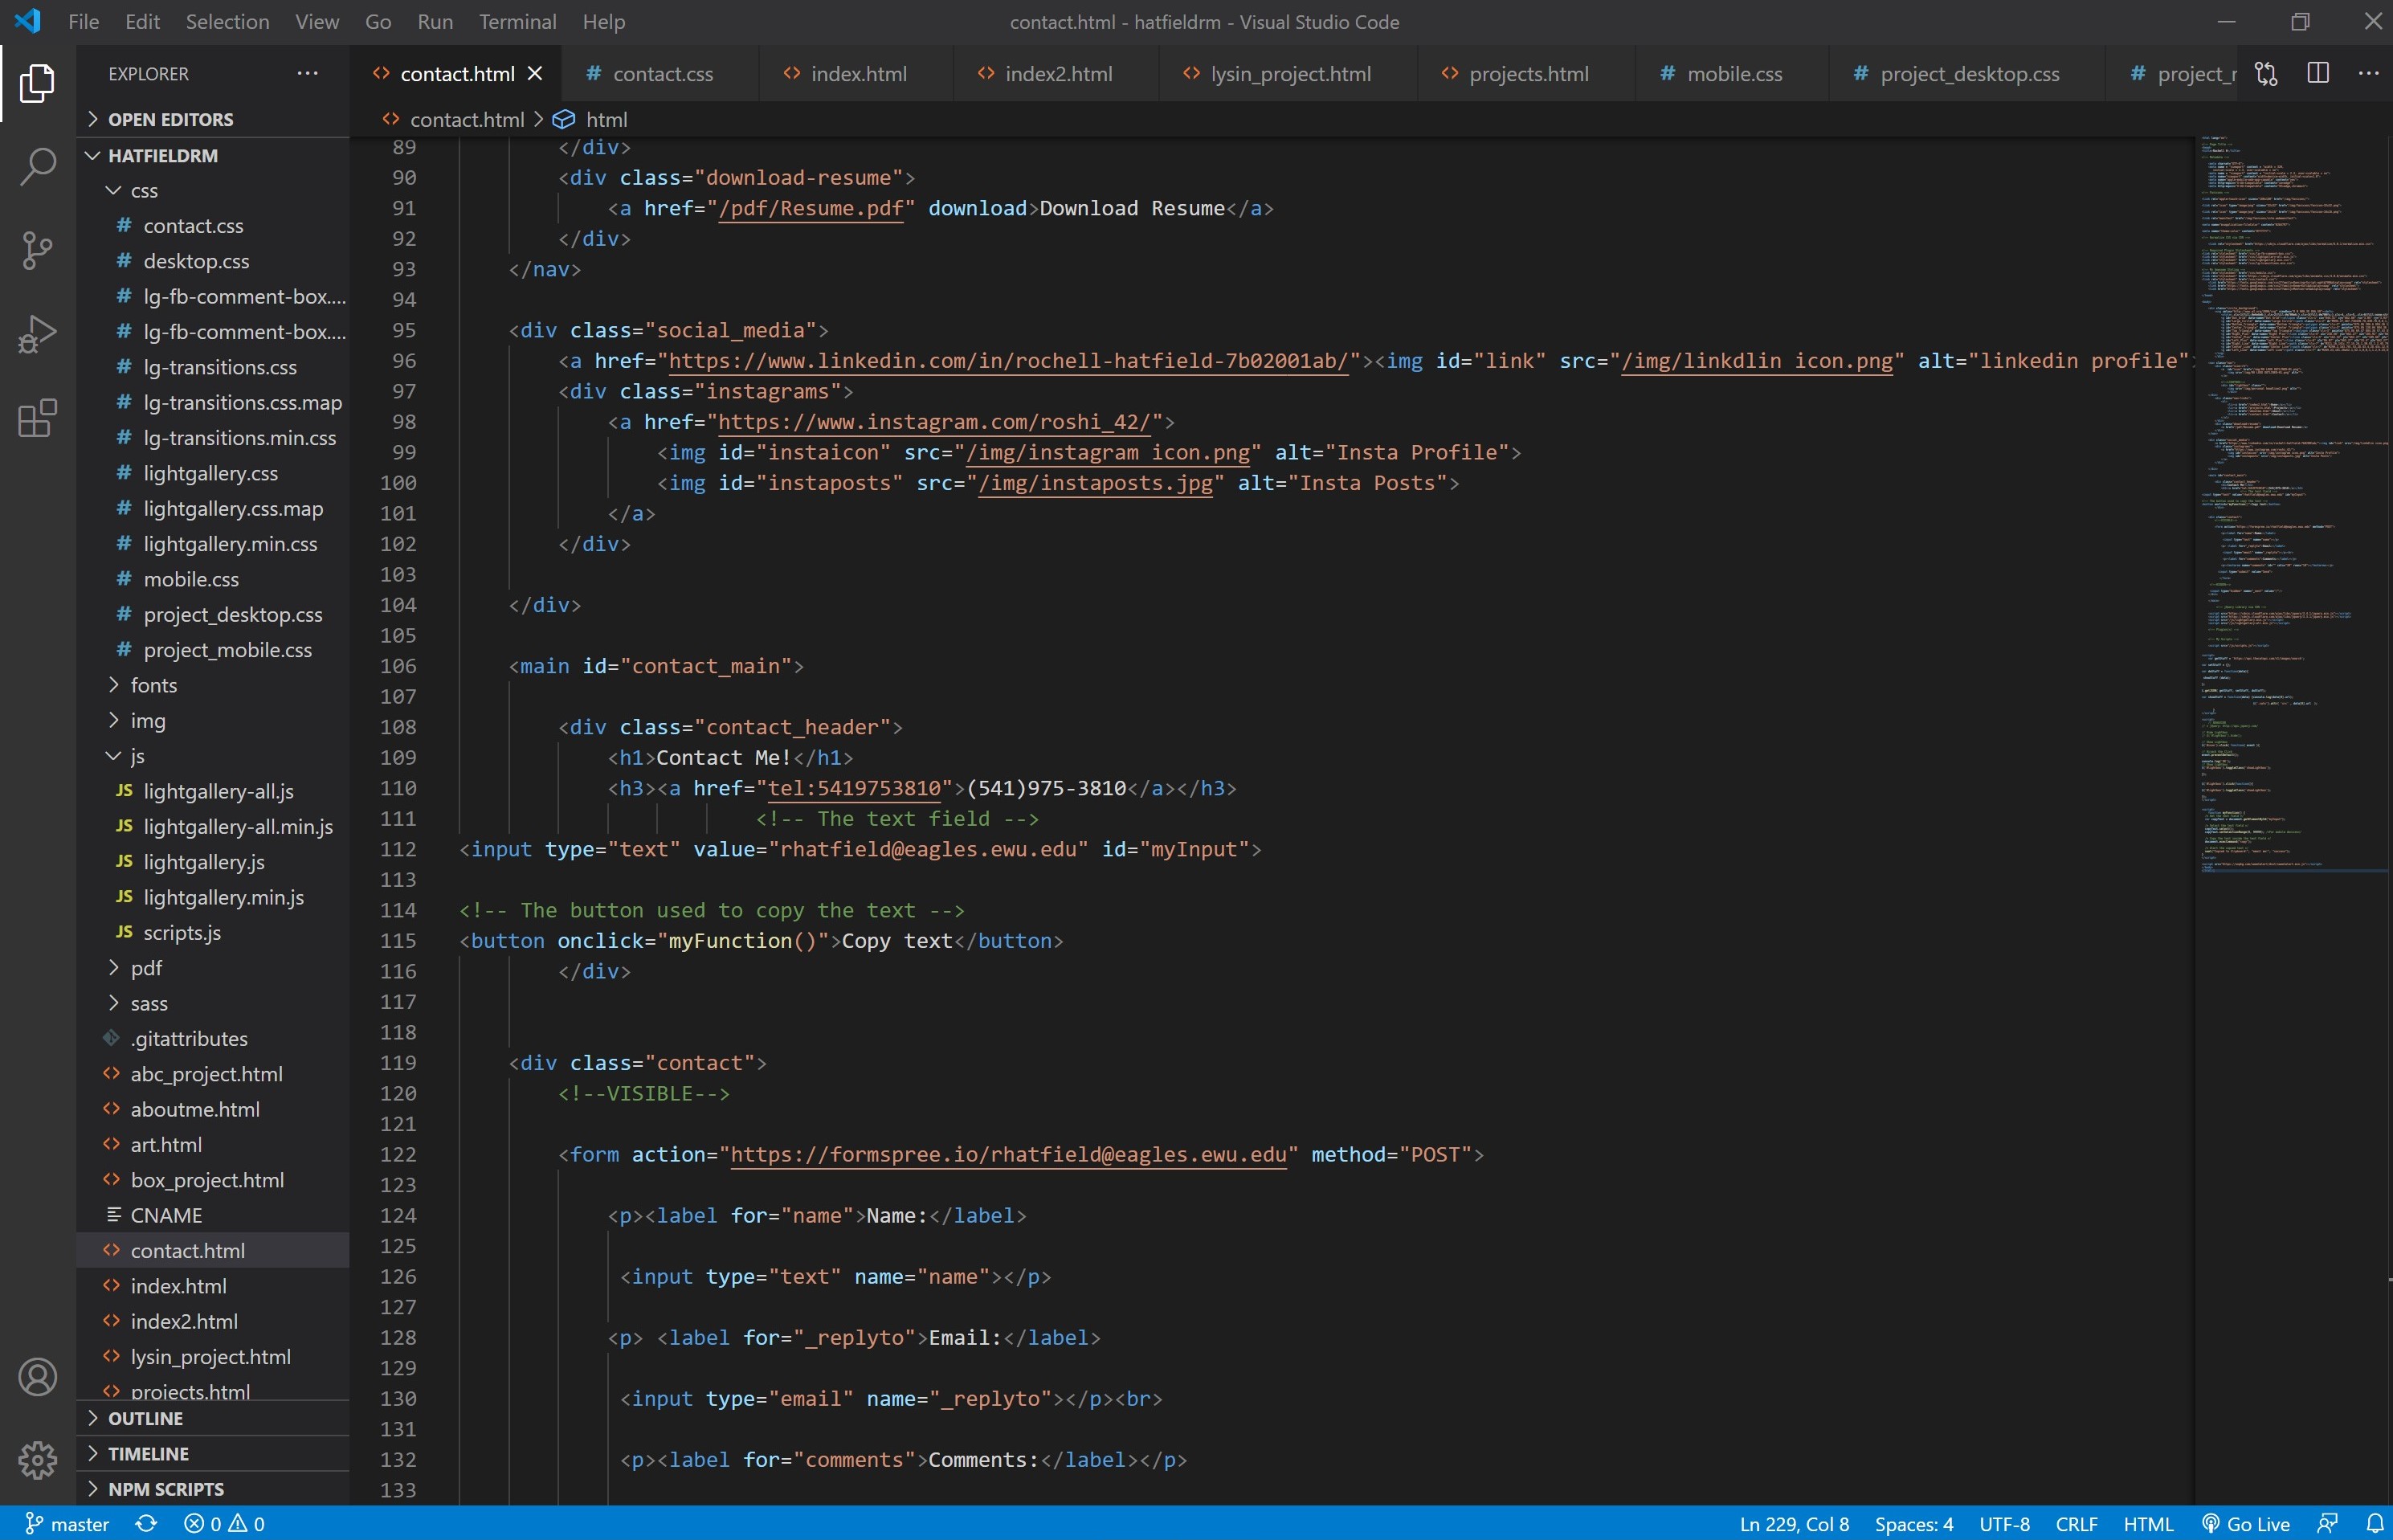 File Edit Selection View Go Run Terminal Help
contact.html - hatfieldrm - Visual Studio Code
EXPLORER
OPEN EDITORS
HATFIELDRM
css
contact.css
desktop.css
lg-fb-comment-box....
lg-fb-comment-box....
lg-transitions.css
lg-transitions.css.map
lg-transitions.min.css
lightgallery.css
lightgallery.css.map
lightgallery.min.css
mobile.css
project_desktop.css
project_mobile.css
fonts
img
js
JS lightgallery-all.js
JS lightgallery-all.min.js
JS lightgallery.js
JS lightgallery.min.js
JS scripts.js
pdf
sass
.gitattributes
abc_project.html
aboutme.html
art.html
box_project.html
CNAME
contact.html
index.html
index2.html
lysin_project.html
projects.html
OUTLINE
TIMELINE
NPM SCRIPTS
contact.html # contact.css index.html index2.html lysin_project.html projects.html # mobile.css # project_desktop.css # project_r
contact.html > html
89 </div>
90 <div class="download-resume">
91 <a href="/pdf/Resume.pdf" download>Download Resume</a>
92 </div>
93 </nav>
94
95 <div class="social_media">
96 <a href="https://www.linkedin.com/in/rochell-hatfield-7b02001ab/"><img id="link" src="/img/linkdlin icon.png" alt="linkedin profile">
97 <div class="instagrams">
98 <a href="https://www.instagram.com/roshi_42/">
99 <img id="instaicon" src="/img/instagram icon.png" alt="Insta Profile">
100 <img id="instaposts" src="/img/instaposts.jpg" alt="Insta Posts">
101 </a>
102 </div>
103
104 </div>
105
106 <main id="contact_main">
107
108 <div class="contact_header">
109 <h1>Contact Me!</h1>
110 <h3><a href="tel:5419753810">(541)975-3810</a></h3>
111 <!-- The text field -->
112 <input type="text" value="rhatfield@eagles.ewu.edu" id="myInput">
113
114 <!-- The button used to copy the text -->
115 <button onclick="myFunction()">Copy text</button>
116 </div>
117
118
119 <div class="contact">
120 <!--VISIBLE-->
121
122 <form action="https://formspree.io/rhatfield@eagles.ewu.edu" method="POST">
123
124 <p><label for="name">Name:</label>
125
126 <input type="text" name="name"></p>
127
128 <p> <label for="_replyto">Email:</label>
129
130 <input type="email" name="_replyto"></p><br>
131
132 <p><label for="comments">Comments:</label></p>
133
master 0 0 Ln 229, Col 8 Spaces: 4 UTF-8 CRLF HTML Go Live